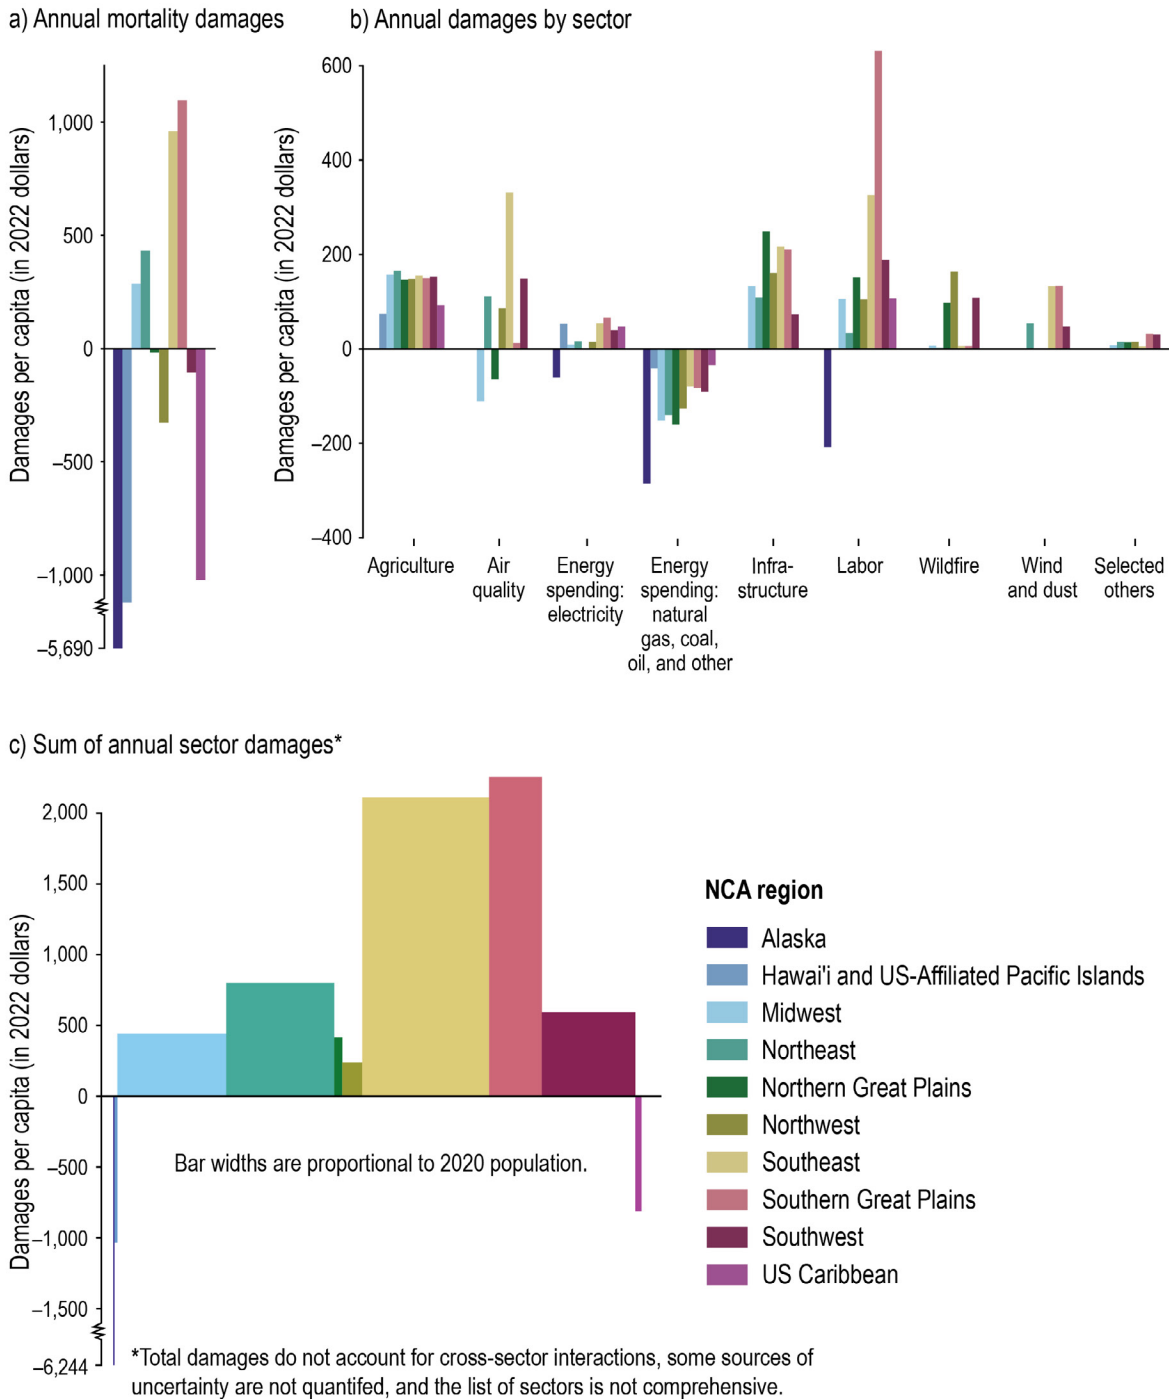 a) Annual mortality damages
Damages per capita (in 2022 dollars)
1,000
500
0
–500
–1,000
–5,690
b) Annual damages by sector
Damages per capita (in 2022 dollars)
600
400
200
0
–200
–400
Agriculture
Air
quality
Energy
spending:
electricity
Energy
spending:
natural
gas, coal,
oil, and other
Infra-
structure
Labor
Wildfire
Wind
and dust
Selected
others
c) Sum of annual sector damages*
Damages per capita (in 2022 dollars)
2,000
1,500
1,000
500
0
–500
–1,000
–1,500
–6,244
Bar widths are proportional to 2020 population.
NCA region
Alaska
Hawai'i and US-Affiliated Pacific Islands
Midwest
Northeast
Northern Great Plains
Northwest
Southeast
Southern Great Plains
Southwest
US Caribbean
*Total damages do not account for cross-sector interactions, some sources of
uncertainty are not quantifed, and the list of sectors is not comprehensive.